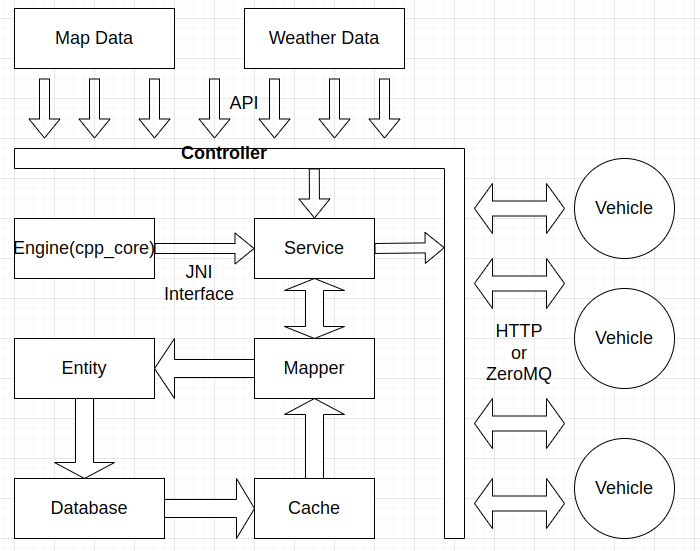 Map Data
Weather Data
API
Controller
Vehicle
Engine(cpp_core)
Service
JNI
Interface
HTTP
or
ZeroMQ
Vehicle
Entity
Mapper
Vehicle
Database
Cache